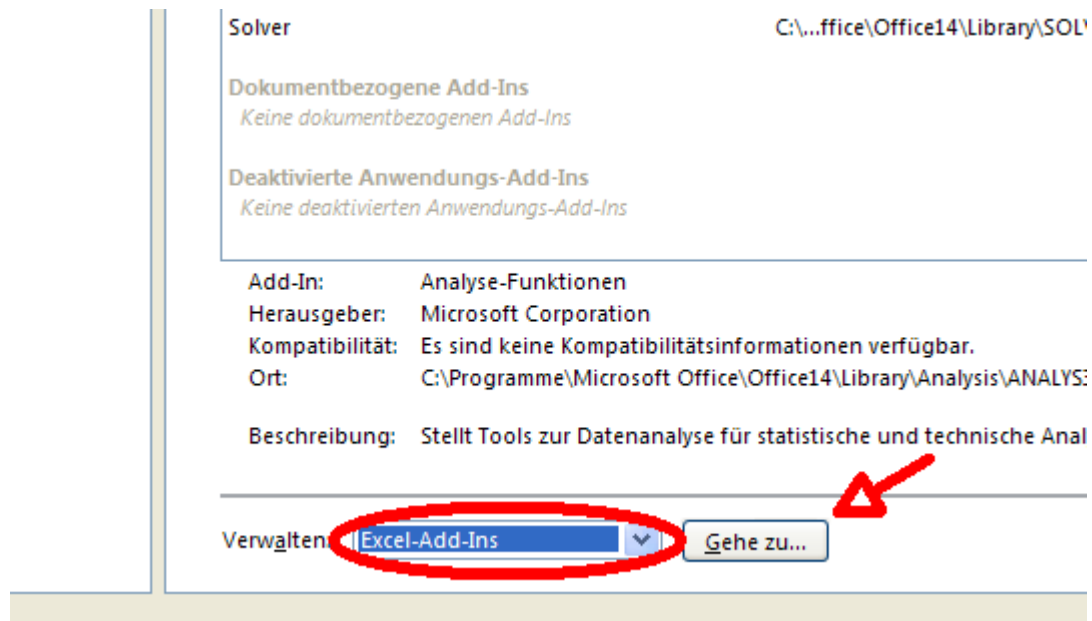 Solver C:\...ffice\Office14\Library\SOL
Dokumentbezogene Add-Ins
Keine dokumentbezogenen Add-Ins
Deaktivierte Anwendungs-Add-Ins
Keine deaktivierten Anwendungs-Add-Ins
Add-In: Analyse-Funktionen
Herausgeber: Microsoft Corporation
Kompatibilität: Es sind keine Kompatibilitätsinformationen verfügbar.
Ort: C:\Programme\Microsoft Office\Office14\Library\Analysis\ANALYS3
Beschreibung: Stellt Tools zur Datenanalyse für statistische und technische Anal
Verwalten: Excel-Add-Ins Gehe zu...